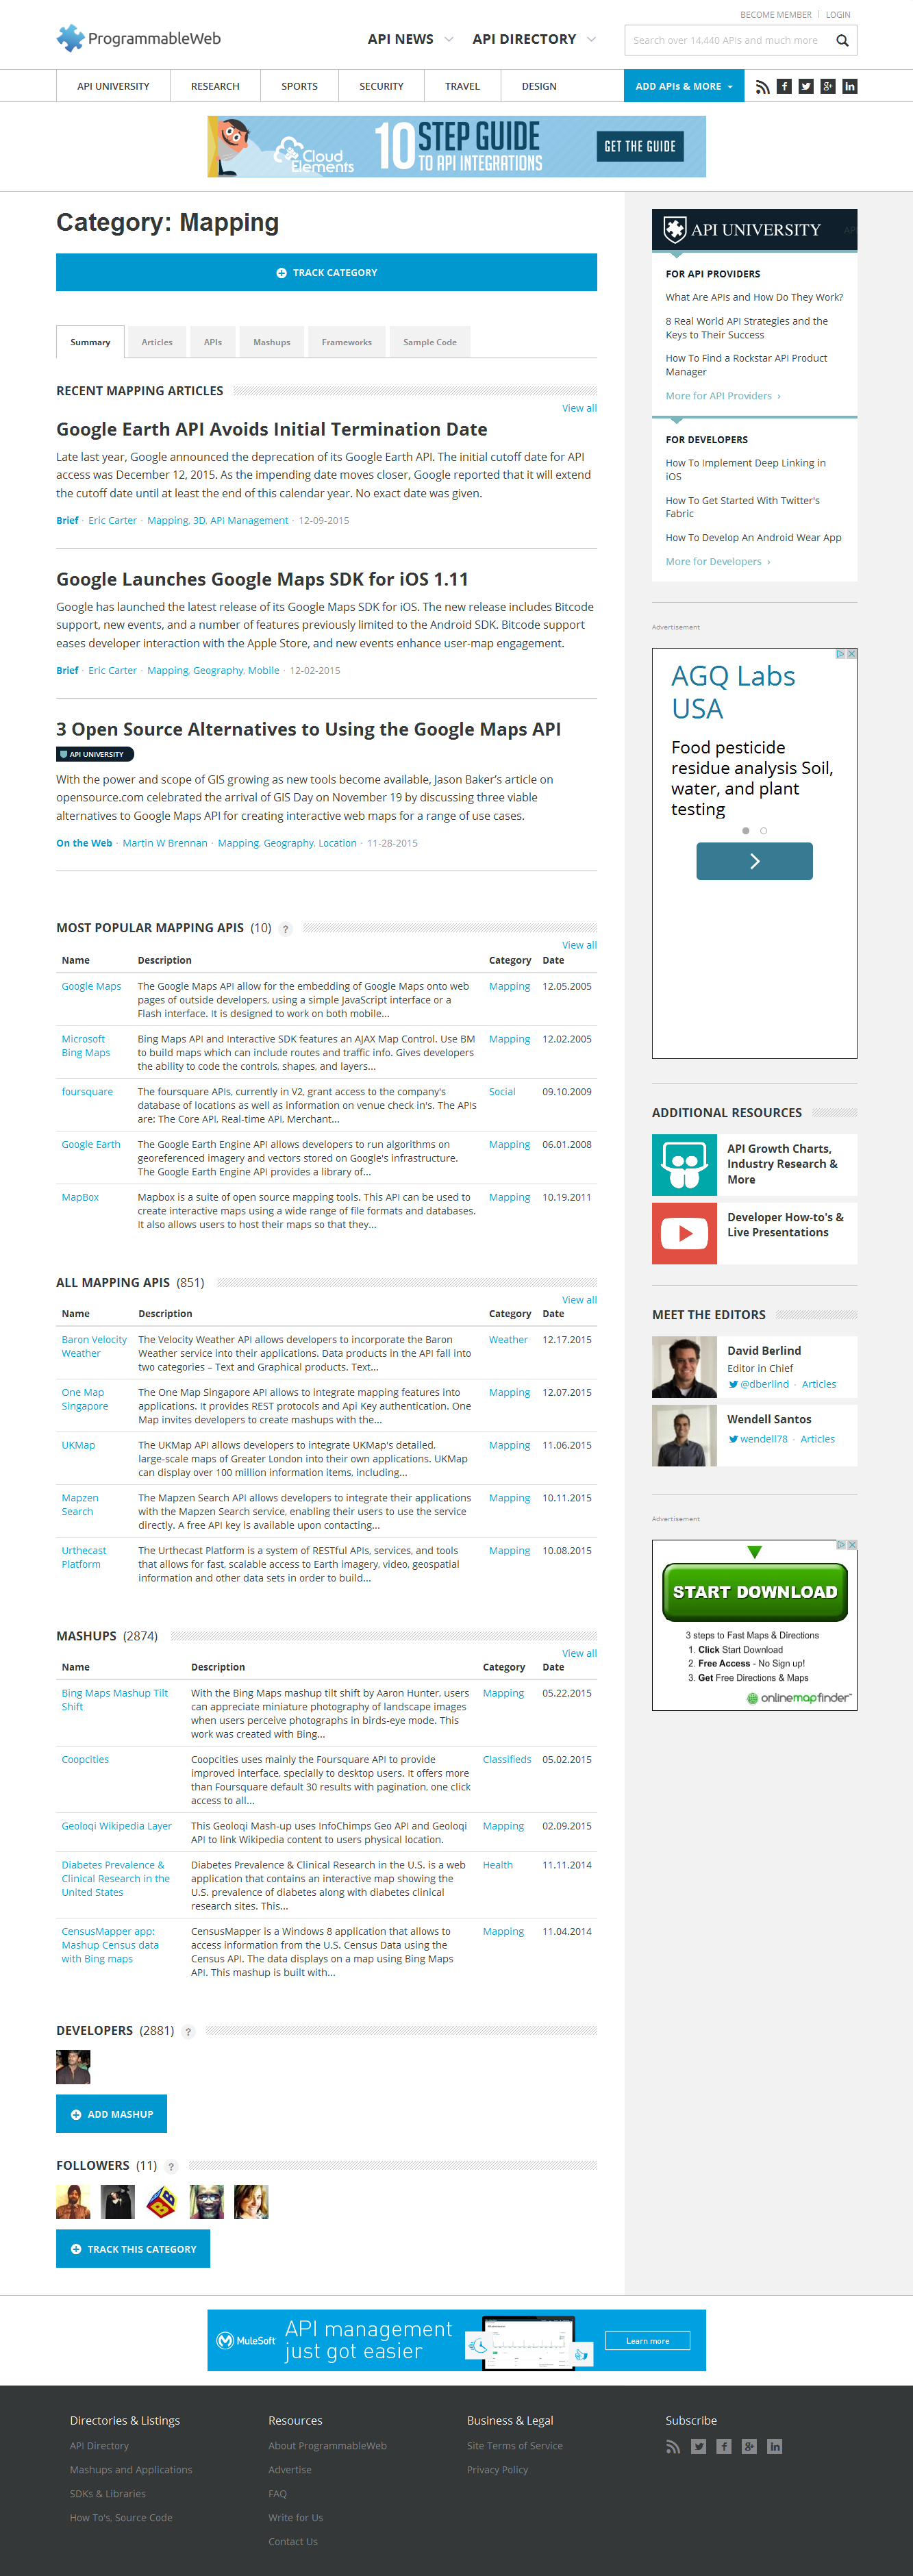 BECOME MEMBER | LOGIN
ProgrammableWeb
API NEWS
API DIRECTORY
Search over 14,440 APIs and much more
API UNIVERSITY
RESEARCH
SPORTS
SECURITY
TRAVEL
DESIGN
ADD APIs & MORE
Cloud Elements
10 STEP GUIDE
TO API INTEGRATIONS
GET THE GUIDE
Category: Mapping
TRACK CATEGORY
Summary
Articles
APIs
Mashups
Frameworks
Sample Code
RECENT MAPPING ARTICLES
View all
Google Earth API Avoids Initial Termination Date
Late last year, Google announced the deprecation of its Google Earth API. The initial cutoff date for API
access was December 12, 2015. As the impending date moves closer, Google reported that it will extend
the cutoff date until at least the end of this calendar year. No exact date was given.
Brief · Eric Carter · Mapping, 3D, API Management · 12-09-2015
Google Launches Google Maps SDK for iOS 1.11
Google has launched the latest release of its Google Maps SDK for iOS. The new release includes Bitcode
support, new events, and a number of features previously limited to the Android SDK. Bitcode support
eases developer interaction with the Apple Store, and new events enhance user-map engagement.
Brief · Eric Carter · Mapping, Geography, Mobile · 12-02-2015
3 Open Source Alternatives to Using the Google Maps API
API UNIVERSITY
With the power and scope of GIS growing as new tools become available, Jason Baker's article on
opensource.com celebrated the arrival of GIS Day on November 19 by discussing three viable
alternatives to Google Maps API for creating interactive web maps for a range of use cases.
On the Web · Martin W Brennan · Mapping, Geography, Location · 11-28-2015
MOST POPULAR MAPPING APIS (10) ?
View all
Name Description Category Date
Google Maps The Google Maps API allow for the embedding of Google Maps onto web Mapping 12.05.2005
pages of outside developers, using a simple JavaScript interface or a
Flash interface. It is designed to work on both mobile...
Microsoft Bing Maps API and Interactive SDK features an AJAX Map Control. Use BM Mapping 12.02.2005
Bing Maps to build maps which can include routes and traffic info. Gives developers
the ability to code the controls, shapes, and layers...
foursquare The foursquare APIs, currently in V2, grant access to the company's Social 09.10.2009
database of locations as well as information on venue check in's. The APIs
are: The Core API, Real-time API, Merchant...
Google Earth The Google Earth Engine API allows developers to run algorithms on Mapping 06.01.2008
georeferenced imagery and vectors stored on Google's infrastructure.
The Google Earth Engine API provides a library of...
MapBox Mapbox is a suite of open source mapping tools. This API can be used to Mapping 10.19.2011
create interactive maps using a wide range of file formats and databases.
It also allows users to host their maps so that they...
ALL MAPPING APIS (851)
View all
Name Description Category Date
Baron Velocity The Velocity Weather API allows developers to incorporate the Baron Weather 12.17.2015
Weather Weather service into their applications. Data products in the API fall into
two categories – Text and Graphical products. Text...
One Map The One Map Singapore API allows to integrate mapping features into Mapping 12.07.2015
Singapore applications. It provides REST protocols and Api Key authentication. One
Map invites developers to create mashups with the...
UKMap The UKMap API allows developers to integrate UKMap's detailed, Mapping 11.06.2015
large-scale maps of Greater London into their own applications. UKMap
can display over 100 million information items, including...
Mapzen The Mapzen Search API allows developers to integrate their applications Mapping 10.11.2015
Search with the Mapzen Search service, enabling their users to use the service
directly. A free API key is available upon contacting...
Urthecast The Urthecast Platform is a system of RESTful APIs, services, and tools Mapping 10.08.2015
Platform that allows for fast, scalable access to Earth imagery, video, geospatial
information and other data sets in order to build...
MASHUPS (2874)
View all
Name Description Category Date
Bing Maps Mashup Tilt With the Bing Maps mashup tilt shift by Aaron Hunter, users Mapping 05.22.2015
Shift can appreciate miniature photography of landscape images
when users perceive photographs in birds-eye mode. This
work was created with Bing...
Coopcities Coopcities uses mainly the Foursquare API to provide Classifieds 05.02.2015
improved interface, specially to desktop users. It offers more
than Foursquare default 30 results with pagination, one click
access to all...
Geoloqi Wikipedia Layer This Geoloqi Mash-up uses InfoChimps Geo API and Geoloqi Mapping 02.09.2015
API to link Wikipedia content to users physical location.
Diabetes Prevalence & Diabetes Prevalence & Clinical Research in the U.S. is a web Health 11.11.2014
Clinical Research in the application that contains an interactive map showing the
United States U.S. prevalence of diabetes along with diabetes clinical
research sites. This...
CensusMapper app: CensusMapper is a Windows 8 application that allows to Mapping 11.04.2014
Mashup Census data access information from the U.S. Census Data using the
with Bing maps Census API. The data displays on a map using Bing Maps
API. This mashup is built with...
DEVELOPERS (2881) ?
ADD MASHUP
FOLLOWERS (11) ?
TRACK THIS CATEGORY
API UNIVERSITY
FOR API PROVIDERS
What Are APIs and How Do They Work?
8 Real World API Strategies and the
Keys to Their Success
How To Find a Rockstar API Product
Manager
More for API Providers ›
FOR DEVELOPERS
How To Implement Deep Linking in
iOS
How To Get Started With Twitter's
Fabric
How To Develop An Android Wear App
More for Developers ›
Advertisement
AGQ Labs
USA
Food pesticide
residue analysis Soil,
water, and plant
testing
ADDITIONAL RESOURCES
API Growth Charts,
Industry Research &
More
Developer How-to's &
Live Presentations
MEET THE EDITORS
David Berlind
Editor in Chief
@dberlind · Articles
Wendell Santos
wendell78 · Articles
Advertisement
START DOWNLOAD
3 steps to Fast Maps & Directions
1. Click Start Download
2. Free Access - No Sign up!
3. Get Free Directions & Maps
onlinemapfinder
MuleSoft
API management
just got easier
Learn more
Directories & Listings
API Directory
Mashups and Applications
SDKs & Libraries
How To's, Source Code
Resources
About ProgrammableWeb
Advertise
FAQ
Write for Us
Contact Us
Business & Legal
Site Terms of Service
Privacy Policy
Subscribe